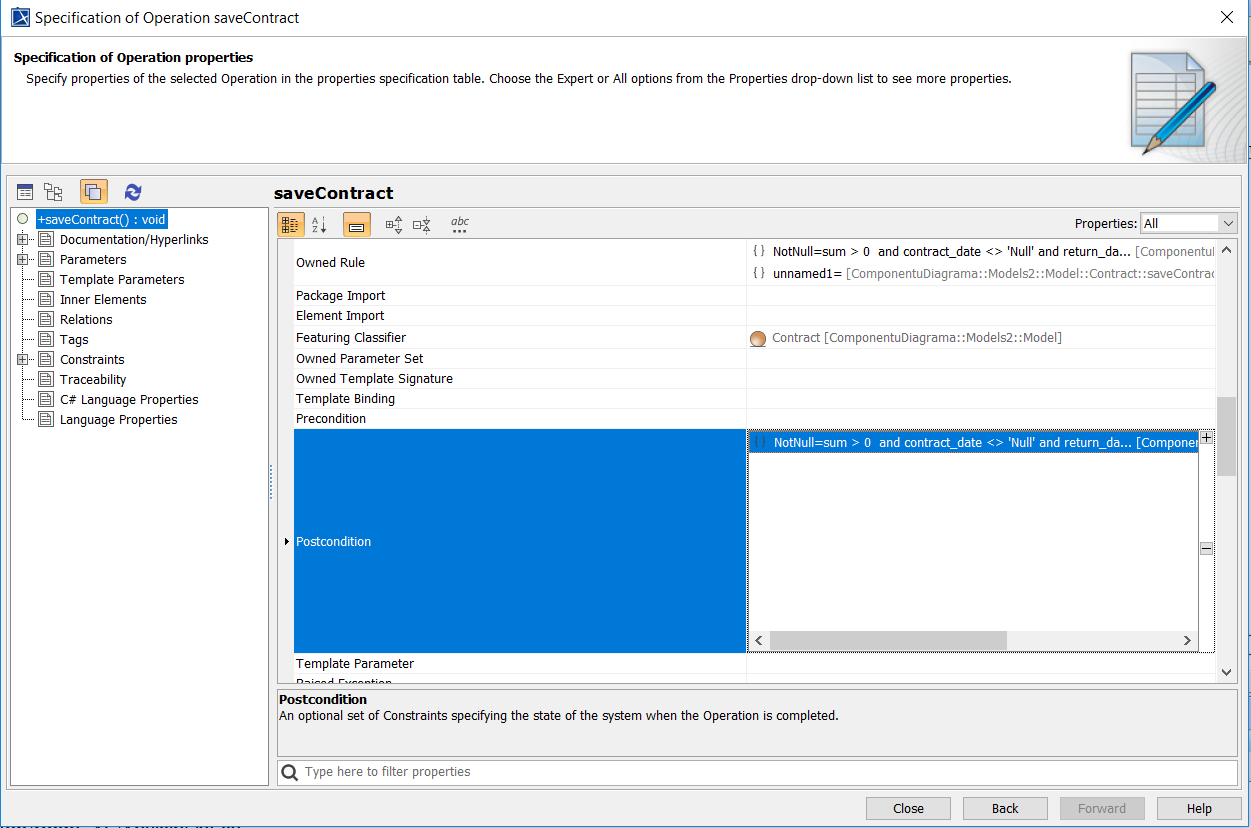 Specification of Operation saveContract
Specification of Operation properties
Specify properties of the selected Operation in the properties specification table. Choose the Expert or All options from the Properties drop-down list to see more properties.
saveContract
+saveContract() : void
Documentation/Hyperlinks
Parameters
Template Parameters
Inner Elements
Relations
Tags
Constraints
Traceability
C# Language Properties
Language Properties
A
Z
abc
Properties: All
Owned Rule
{ } NotNull=sum > 0 and contract_date <> 'Null' and return_da... [Componentu
{ } unnamed1= [ComponentuDiagrama::Models2::Model::Contract::saveContrac
Package Import
Element Import
Featuring Classifier Contract [ComponentuDiagrama::Models2::Model]
Owned Parameter Set
Owned Template Signature
Template Binding
Precondition
Postcondition
{ } NotNull=sum > 0 and contract_date <> 'Null' and return_da... [Componen
Template Parameter
Raised Exception
Postcondition
An optional set of Constraints specifying the state of the system when the Operation is completed.
Type here to filter properties
Close Back Forward Help